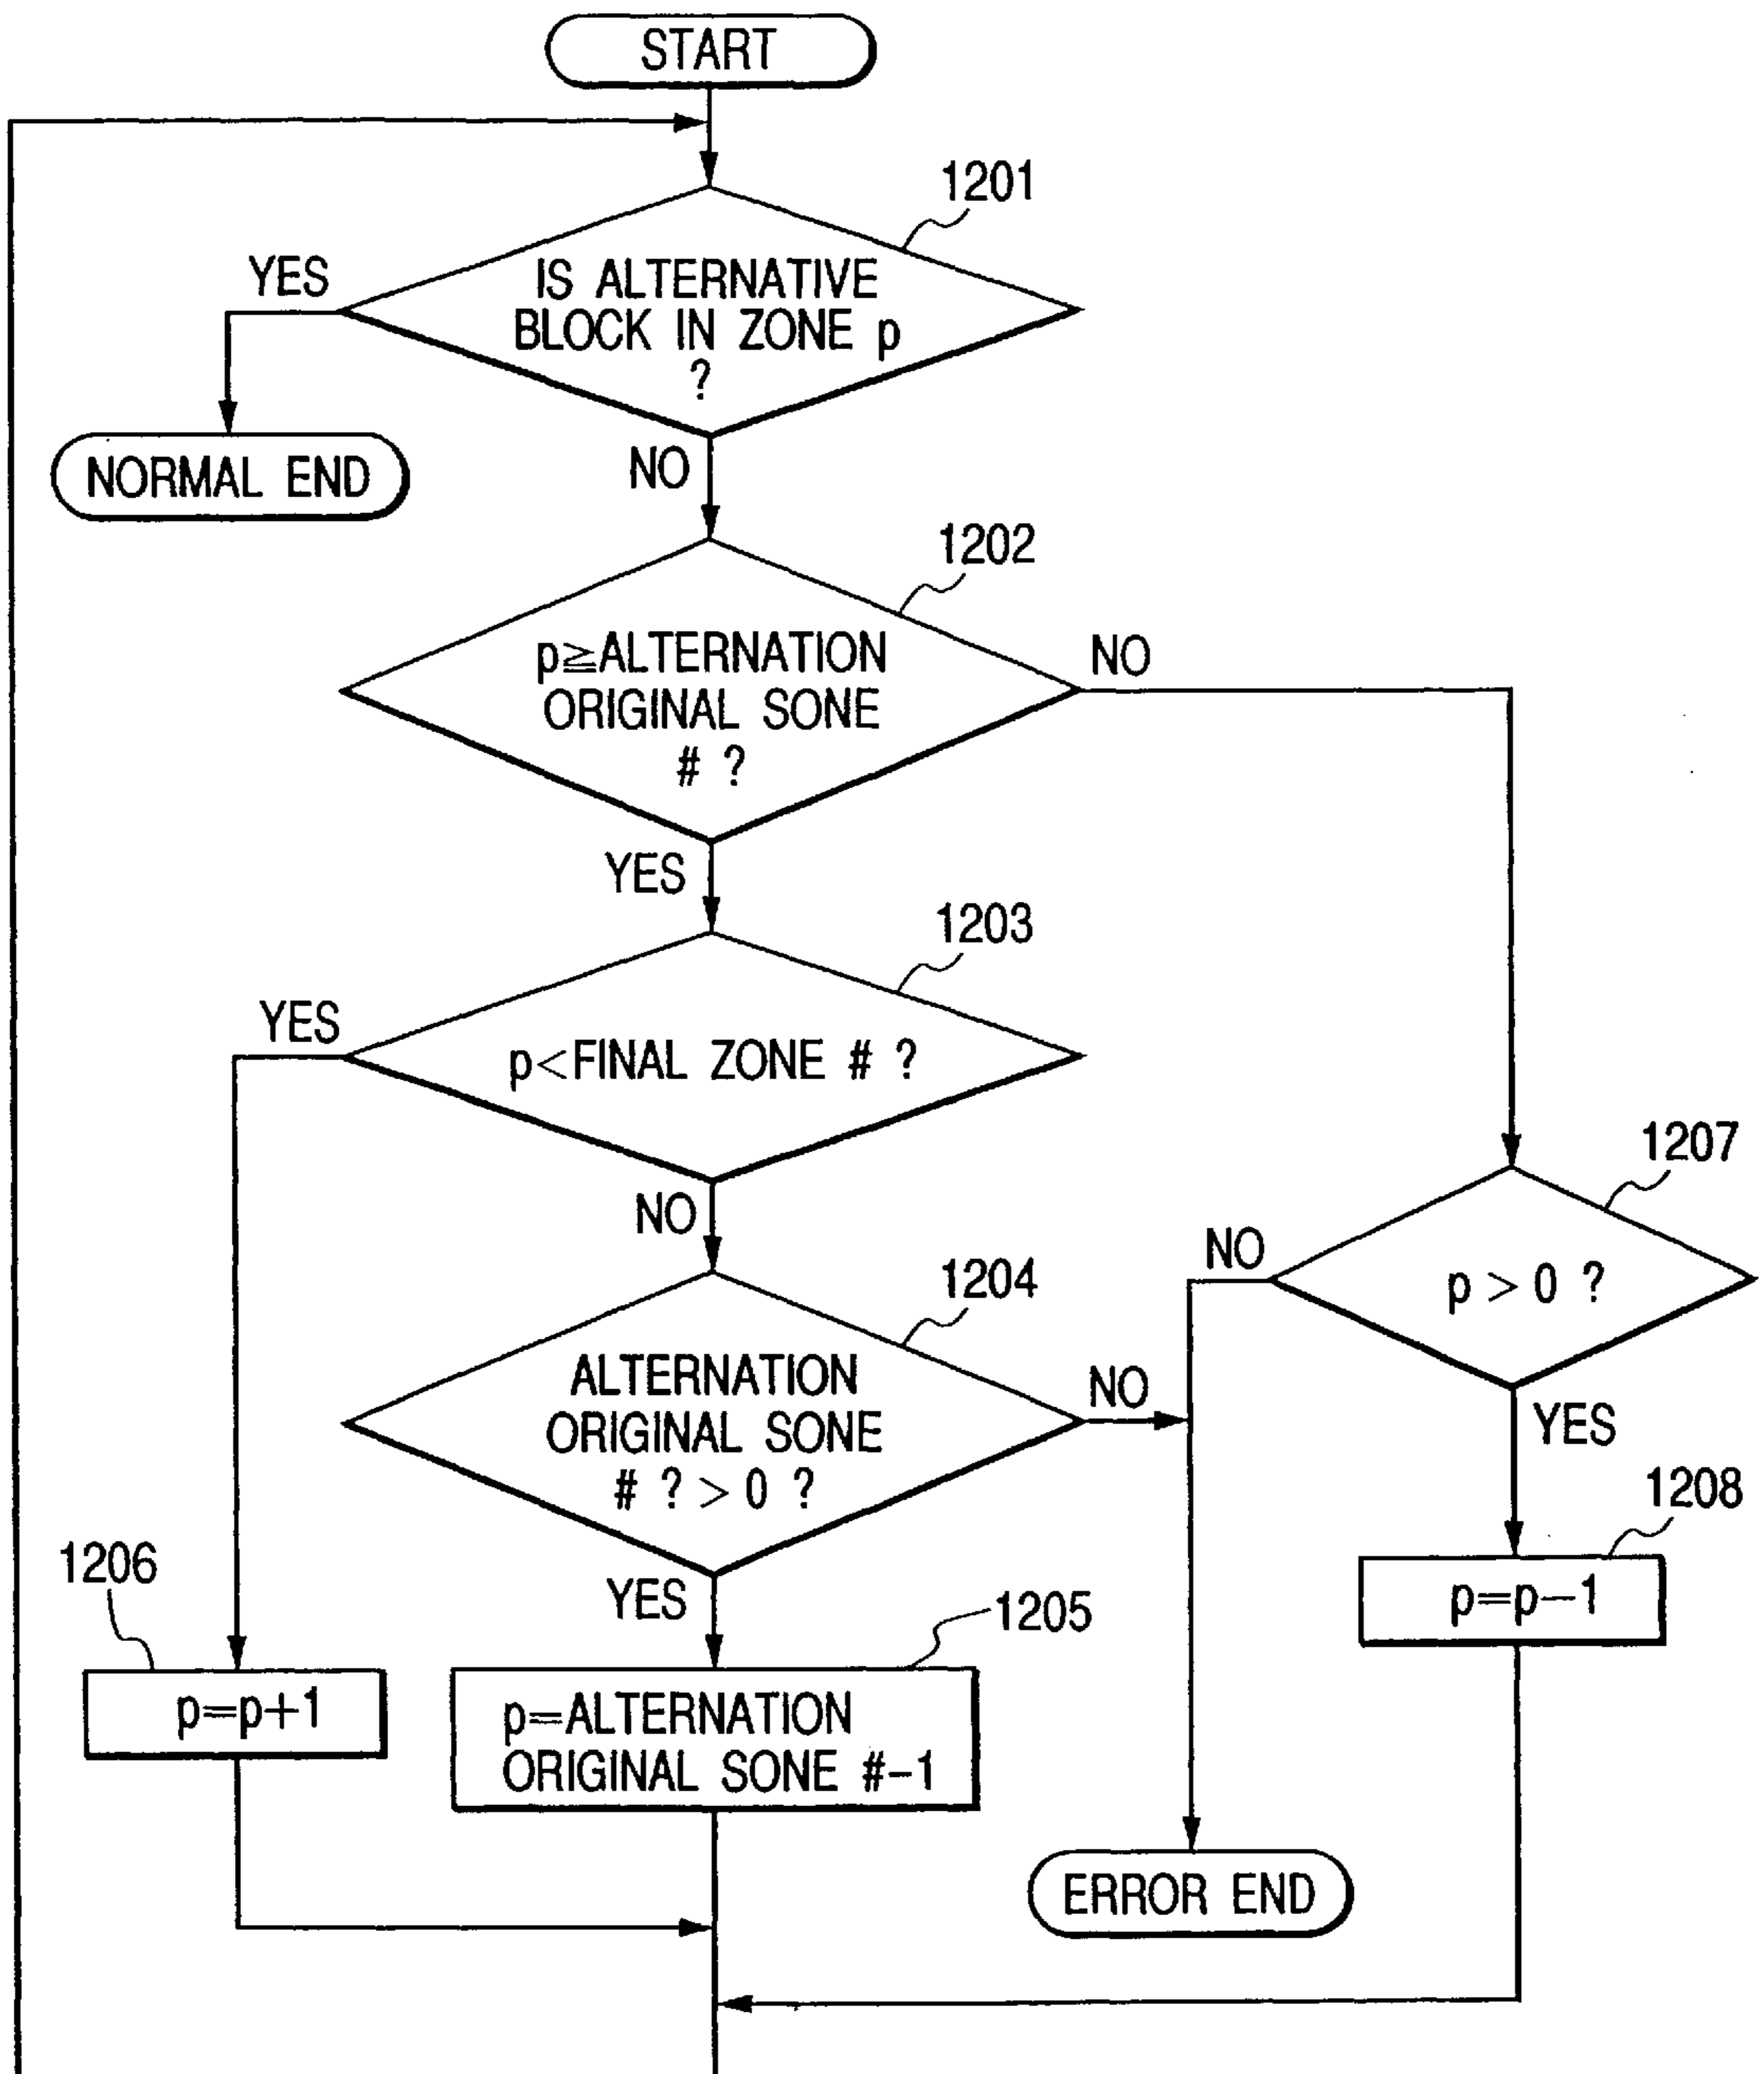 START
1201
YES
IS ALTERNATIVE
BLOCK IN ZONE p
?
NORMAL END
NO
1202
p≧ALTERNATION
ORIGINAL SONE
# ?
NO
YES
1203
YES
p<FINAL ZONE # ?
1207
NO
NO
p > 0 ?
1204
ALTERNATION
ORIGINAL SONE
# ? > 0 ?
NO
YES
1208
1206
YES
1205
p=p-1
p=p+1
p=ALTERNATION
ORIGINAL SONE #-1
ERROR END